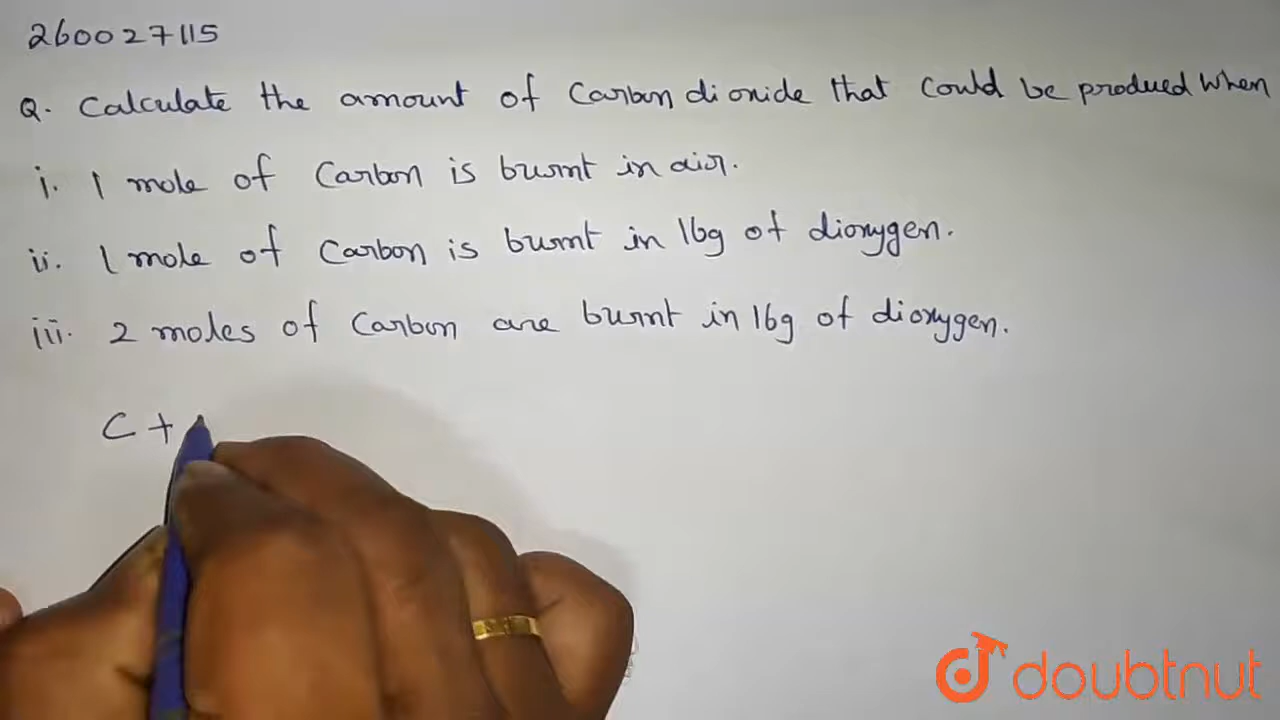 260027115
Q. Calculate the amount of Carbon dioxide that could be produced when
i. 1 mole of Carbon is burnt in air.
ii. 1 mole of Carbon is burnt in 16g of dioxygen.
iii. 2 moles of Carbon are burnt in 16g of dioxygen.
C +
doubtnut